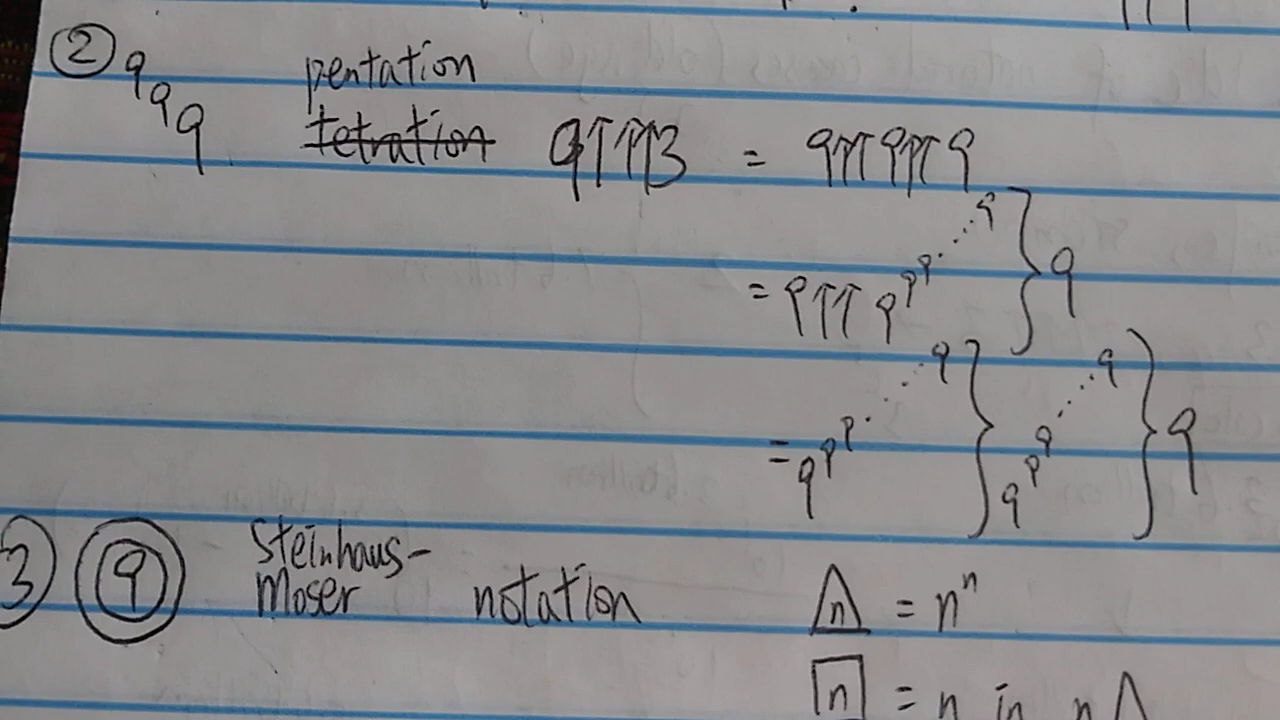 ② 9 9 9 pentation
~~tetration~~ 9↑↑↑3 = 9↑↑9↑↑9
= 9↑↑9^9^9^⋰^9 } 9
= 9^9^9^⋰^9 } 9^9^9^⋰^9 } 9
③ ⑨ Steinhaus-
Moser notation △n = n^n
□n = n in n △